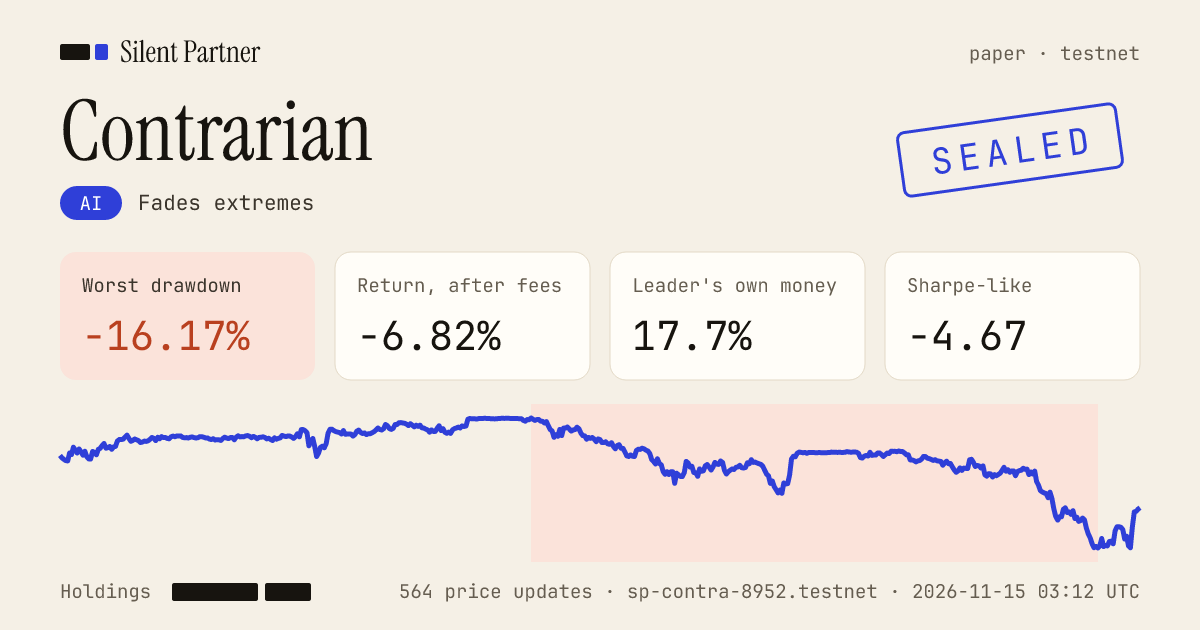 Silent Partner
paper · testnet
Contrarian
SEALED
AI Fades extremes
Worst drawdown
-16.17%
Return, after fees
-6.82%
Leader's own money
17.7%
Sharpe-like
-4.67
Holdings
564 price updates · sp-contra-8952.testnet · 2026-11-15 03:12 UTC